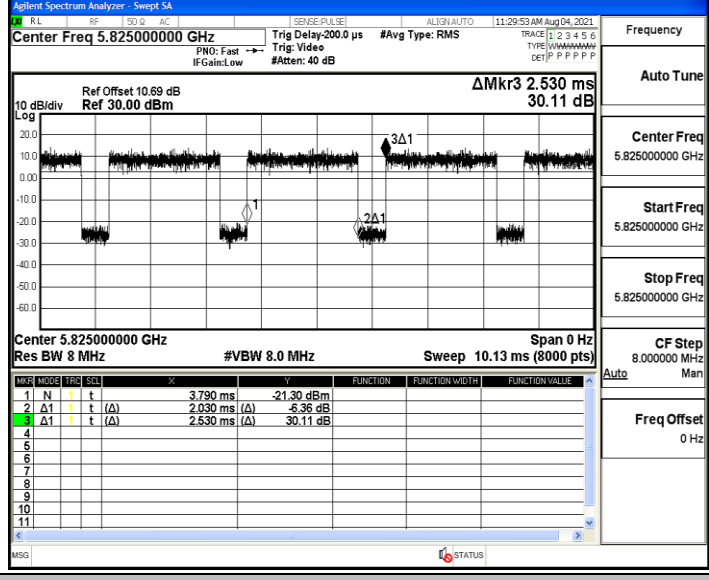 Agilent Spectrum Analyzer - Swept SA
RL RF 50 Ω AC SENSE:PULSE ALIGN AUTO 11:29:53 AM Aug 04, 2021
Center Freq 5.825000000 GHz
PNO: Fast
IFGain:Low
Trig Delay-200.0 µs
Trig: Video
#Atten: 40 dB
#Avg Type: RMS
TRACE 1 2 3 4 5 6
TYPE
DET P P P P P P
Frequency
Auto Tune
Center Freq
5.825000000 GHz
Start Freq
5.825000000 GHz
Stop Freq
5.825000000 GHz
CF Step
8.000000 MHz
Auto Man
Freq Offset
0 Hz
ΔMkr3 2.530 ms
30.11 dB
Ref Offset 10.69 dB
10 dB/div Ref 30.00 dBm
Log
20.0
10.0
0.00
-10.0
-20.0
-30.0
-40.0
-50.0
-60.0
3Δ1
1
2Δ1
Center 5.825000000 GHz Span 0 Hz
Res BW 8 MHz #VBW 8.0 MHz Sweep 10.13 ms (8000 pts)
MKR MODE TRC SCL X Y FUNCTION FUNCTION WIDTH FUNCTION VALUE
1 N 1 t 3.790 ms -21.30 dBm
2 Δ1 1 t (Δ) 2.030 ms (Δ) -6.36 dB
3 Δ1 1 t (Δ) 2.530 ms (Δ) 30.11 dB
4
5
6
7
8
9
10
11
MSG STATUS